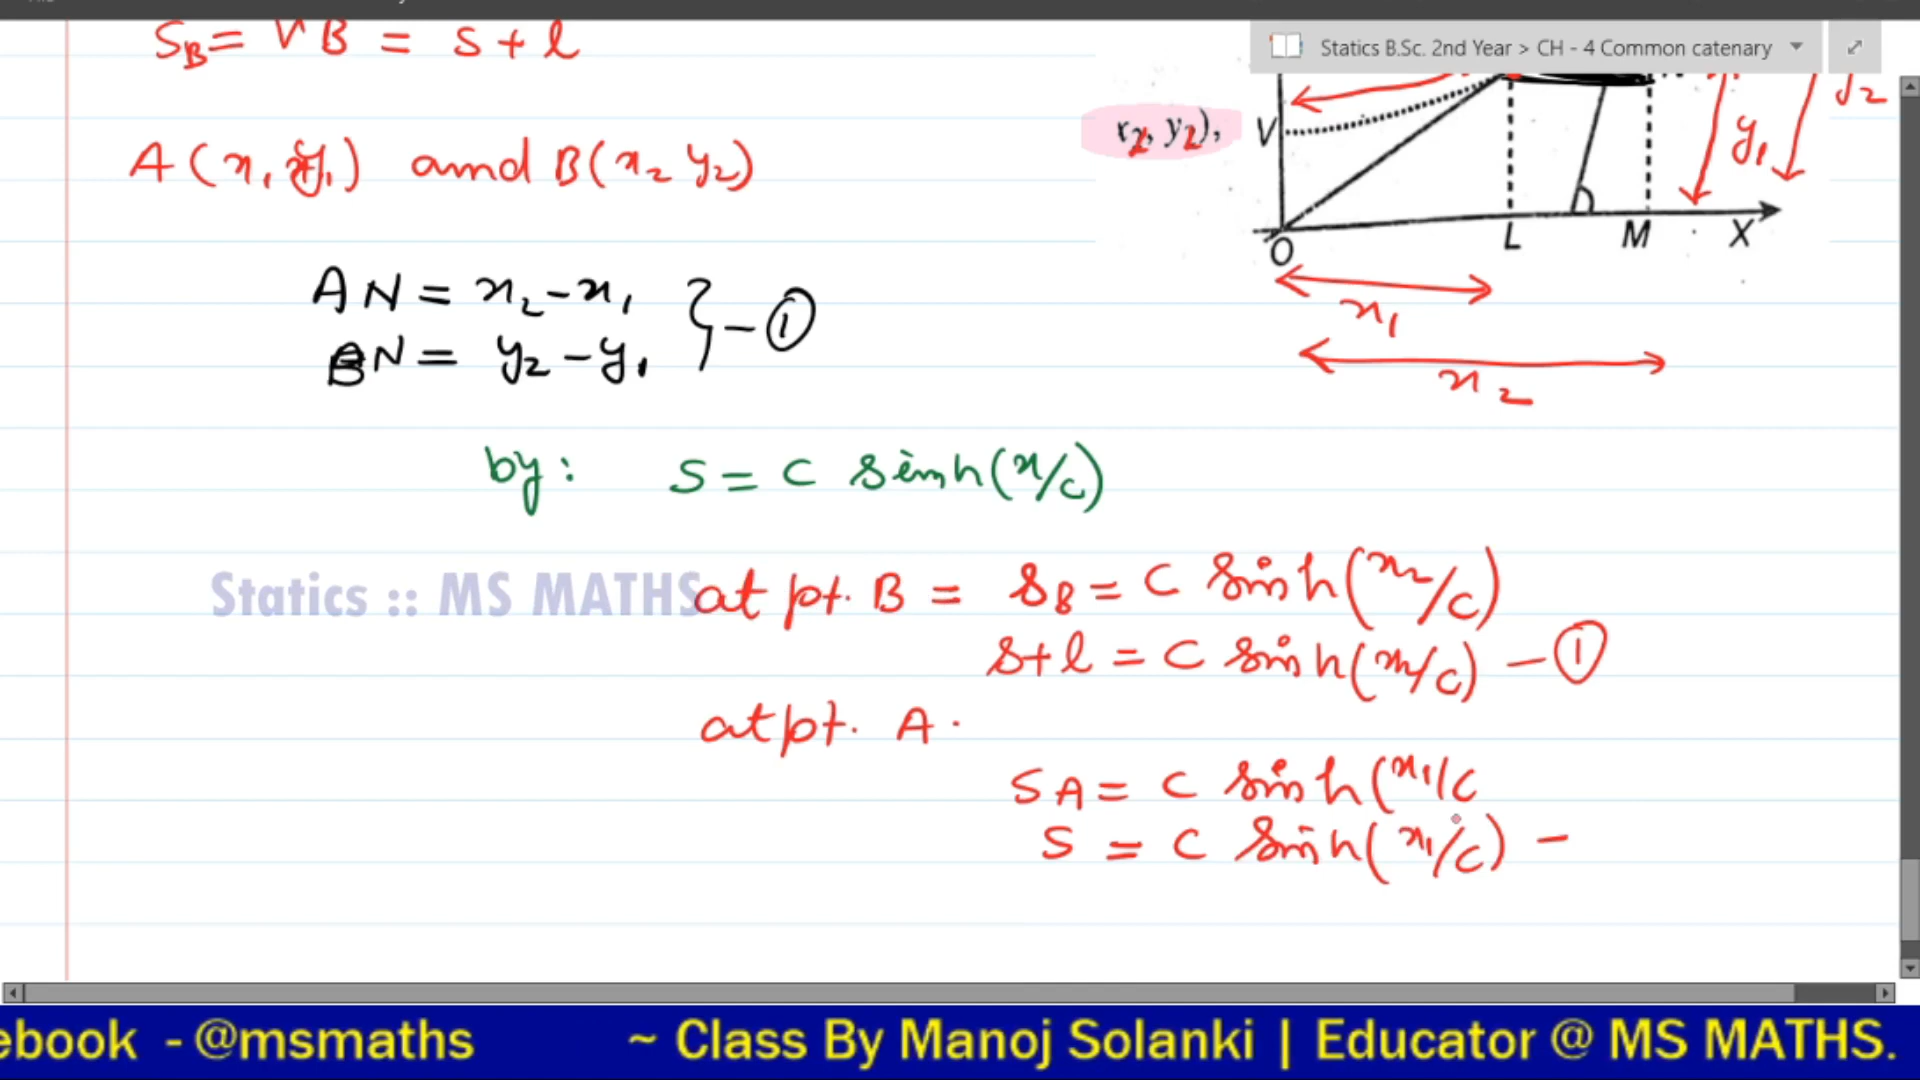 S_B = VB = s + l
Statics B.Sc. 2nd Year > CH - 4 Common catenary
A(x₁ y₁) and B(x₂ y₂)
x₂, y₂),
V
y₁
y₂
O
L
M
X
x₁
x₂
AN = x₂ - x₁
BN = y₂ - y₁ } - ①
by: S = C sinh(x/c)
Statics :: MS MATHS
at pt. B = s_B = C sinh(x₂/c)
s+l = C sinh(x₂/c) - ①
at pt. A.
S_A = C sinh(x₁/c
S = C sinh(x₁/c) -
ebook - @msmaths ~ Class By Manoj Solanki | Educator @ MS MATHS.